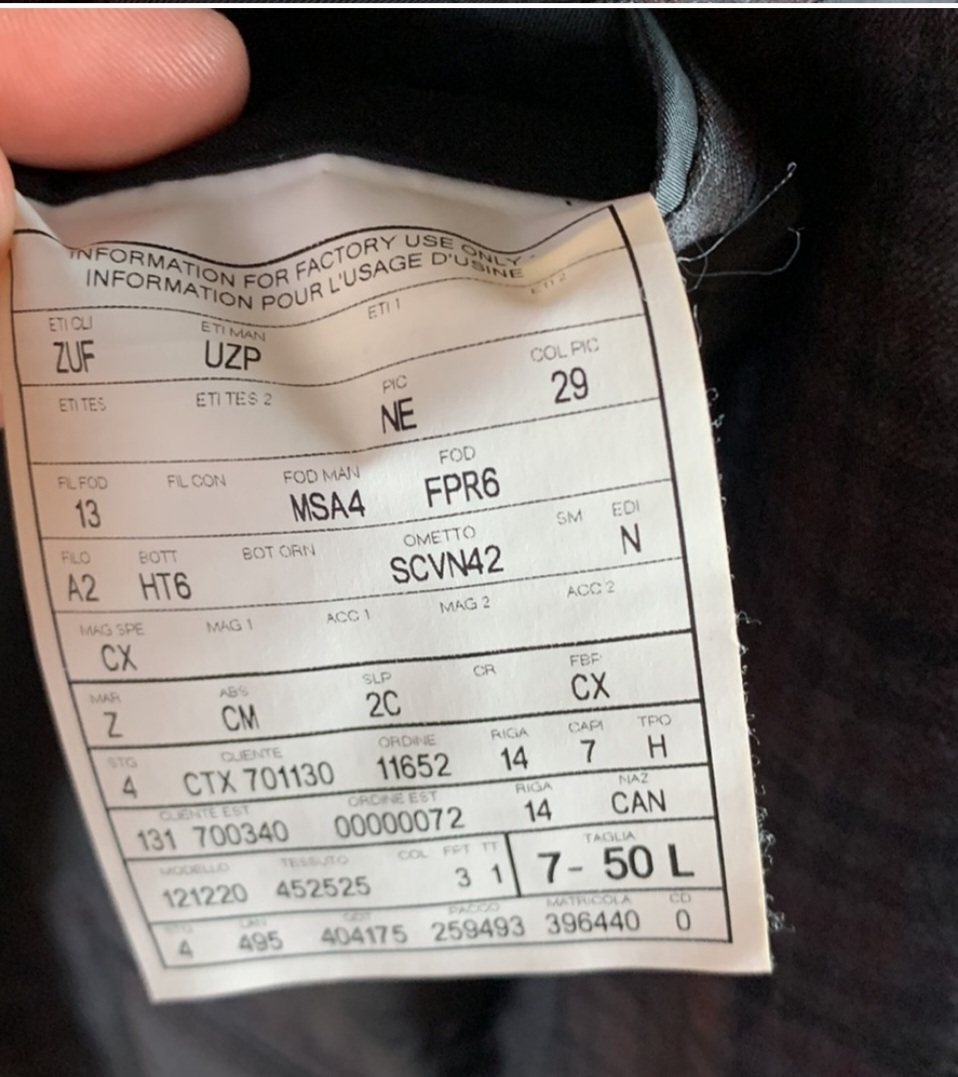 INFORMATION FOR FACTORY USE ONLY -
INFORMATION POUR L'USAGE D'USINE
ETI CLI ETI MAN ETI 1 ETI 2
ZUF UZP
ETI TES ETI TES 2 PIC COL PIC
NE 29
FIL FOD FIL CON FOD MAN FOD
13 MSA4 FPR6
FILO BOTT BOT ORN OMETTO SM EDI
A2 HT6 SCVN42 N
MAG SPE MAG 1 ACC 1 MAG 2 ACC 2
CX
MAR ABS SLP CR FBF
Z CM 2C CX
STG CLIENTE ORDINE RIGA CAPI TPO
4 CTX 701130 11652 14 7 H
CLIENTE EST ORDINE EST RIGA NAZ
131 700340 00000072 14 CAN
MODELLO TESSUTO COL FPT TT TAGLIA
121220 452525 3 1 7- 50 L
STG LAN PACCO MATRICOLA CD
4 495 404175 259493 396440 0